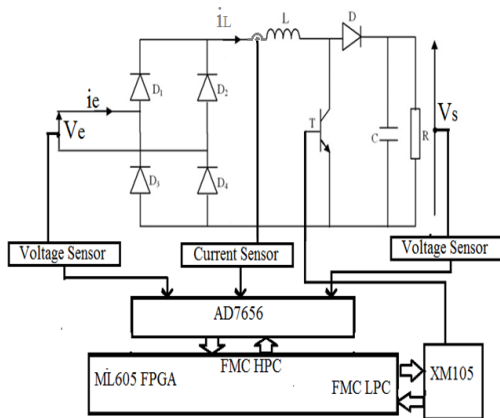 i_L
L
D
D₁
D₂
ie
Ve
Vs
T
C
R
D₃
D₄
Voltage Sensor
Current Sensor
Voltage Sensor
AD7656
FMC HPC
ML605 FPGA
FMC LPC
XM105